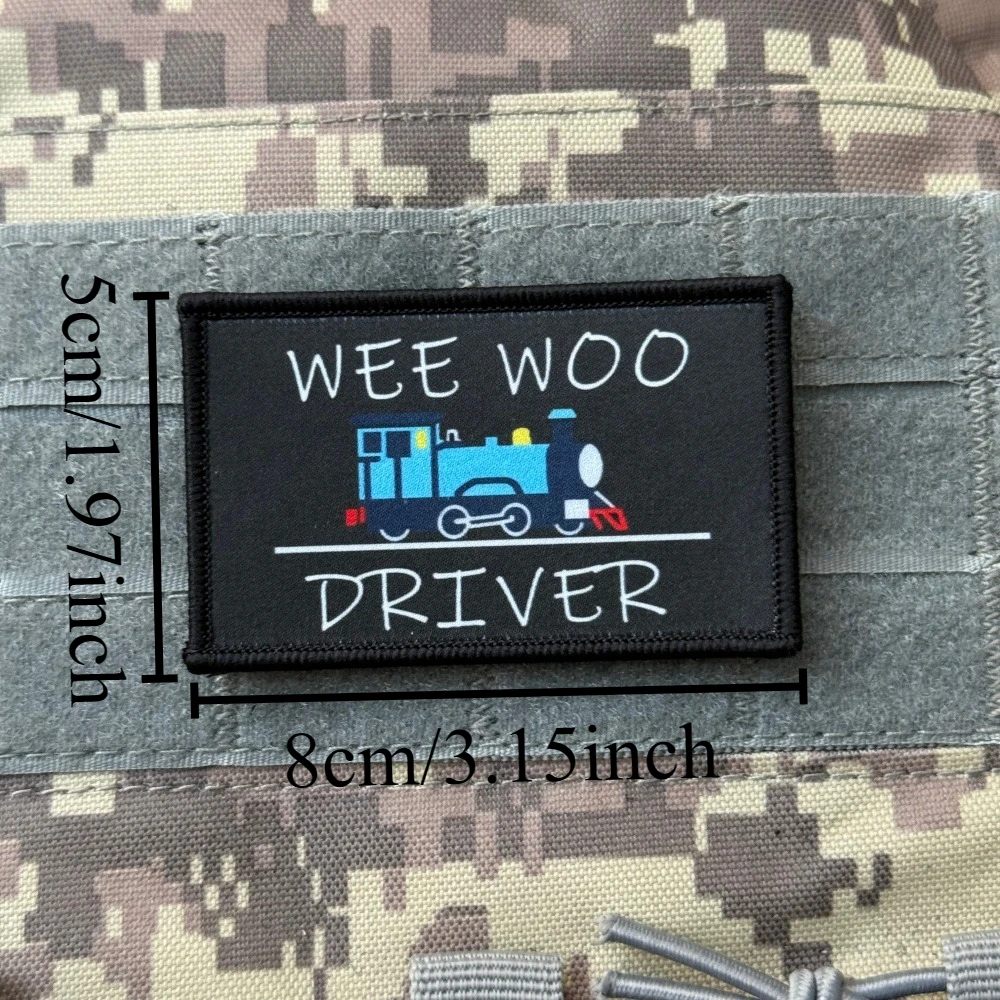 WEE WOO
DRIVER
5cm/1.97inch
8cm/3.15inch